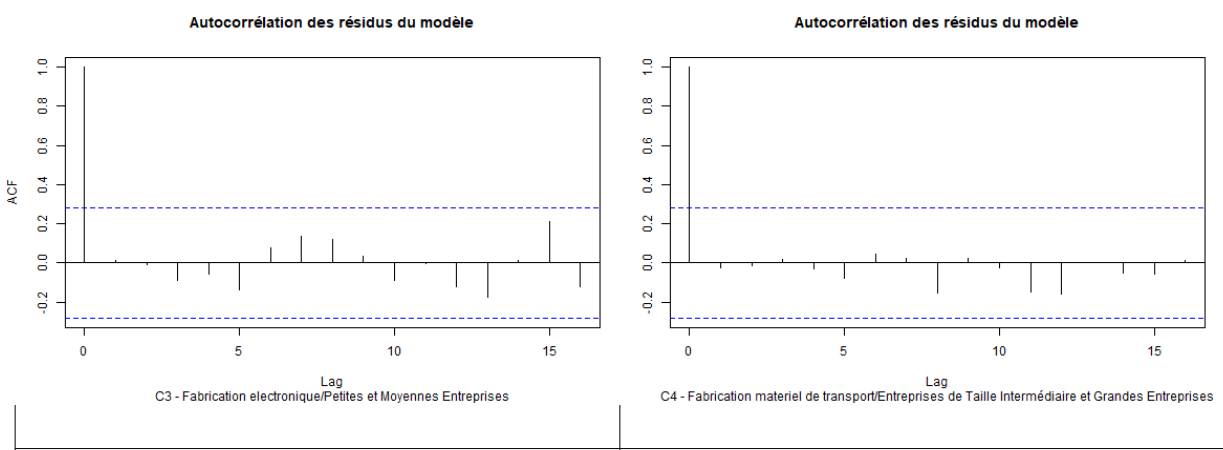 Autocorrélation des résidus du modèle
ACF
1.0
0.8
0.6
0.4
0.2
0.0
-0.2
0 5 10 15
Lag
C3 - Fabrication electronique/Petites et Moyennes Entreprises
Autocorrélation des résidus du modèle
1.0
0.8
0.6
0.4
0.2
0.0
-0.2
0 5 10 15
Lag
C4 - Fabrication materiel de transport/Entreprises de Taille Intermédiaire et Grandes Entreprises